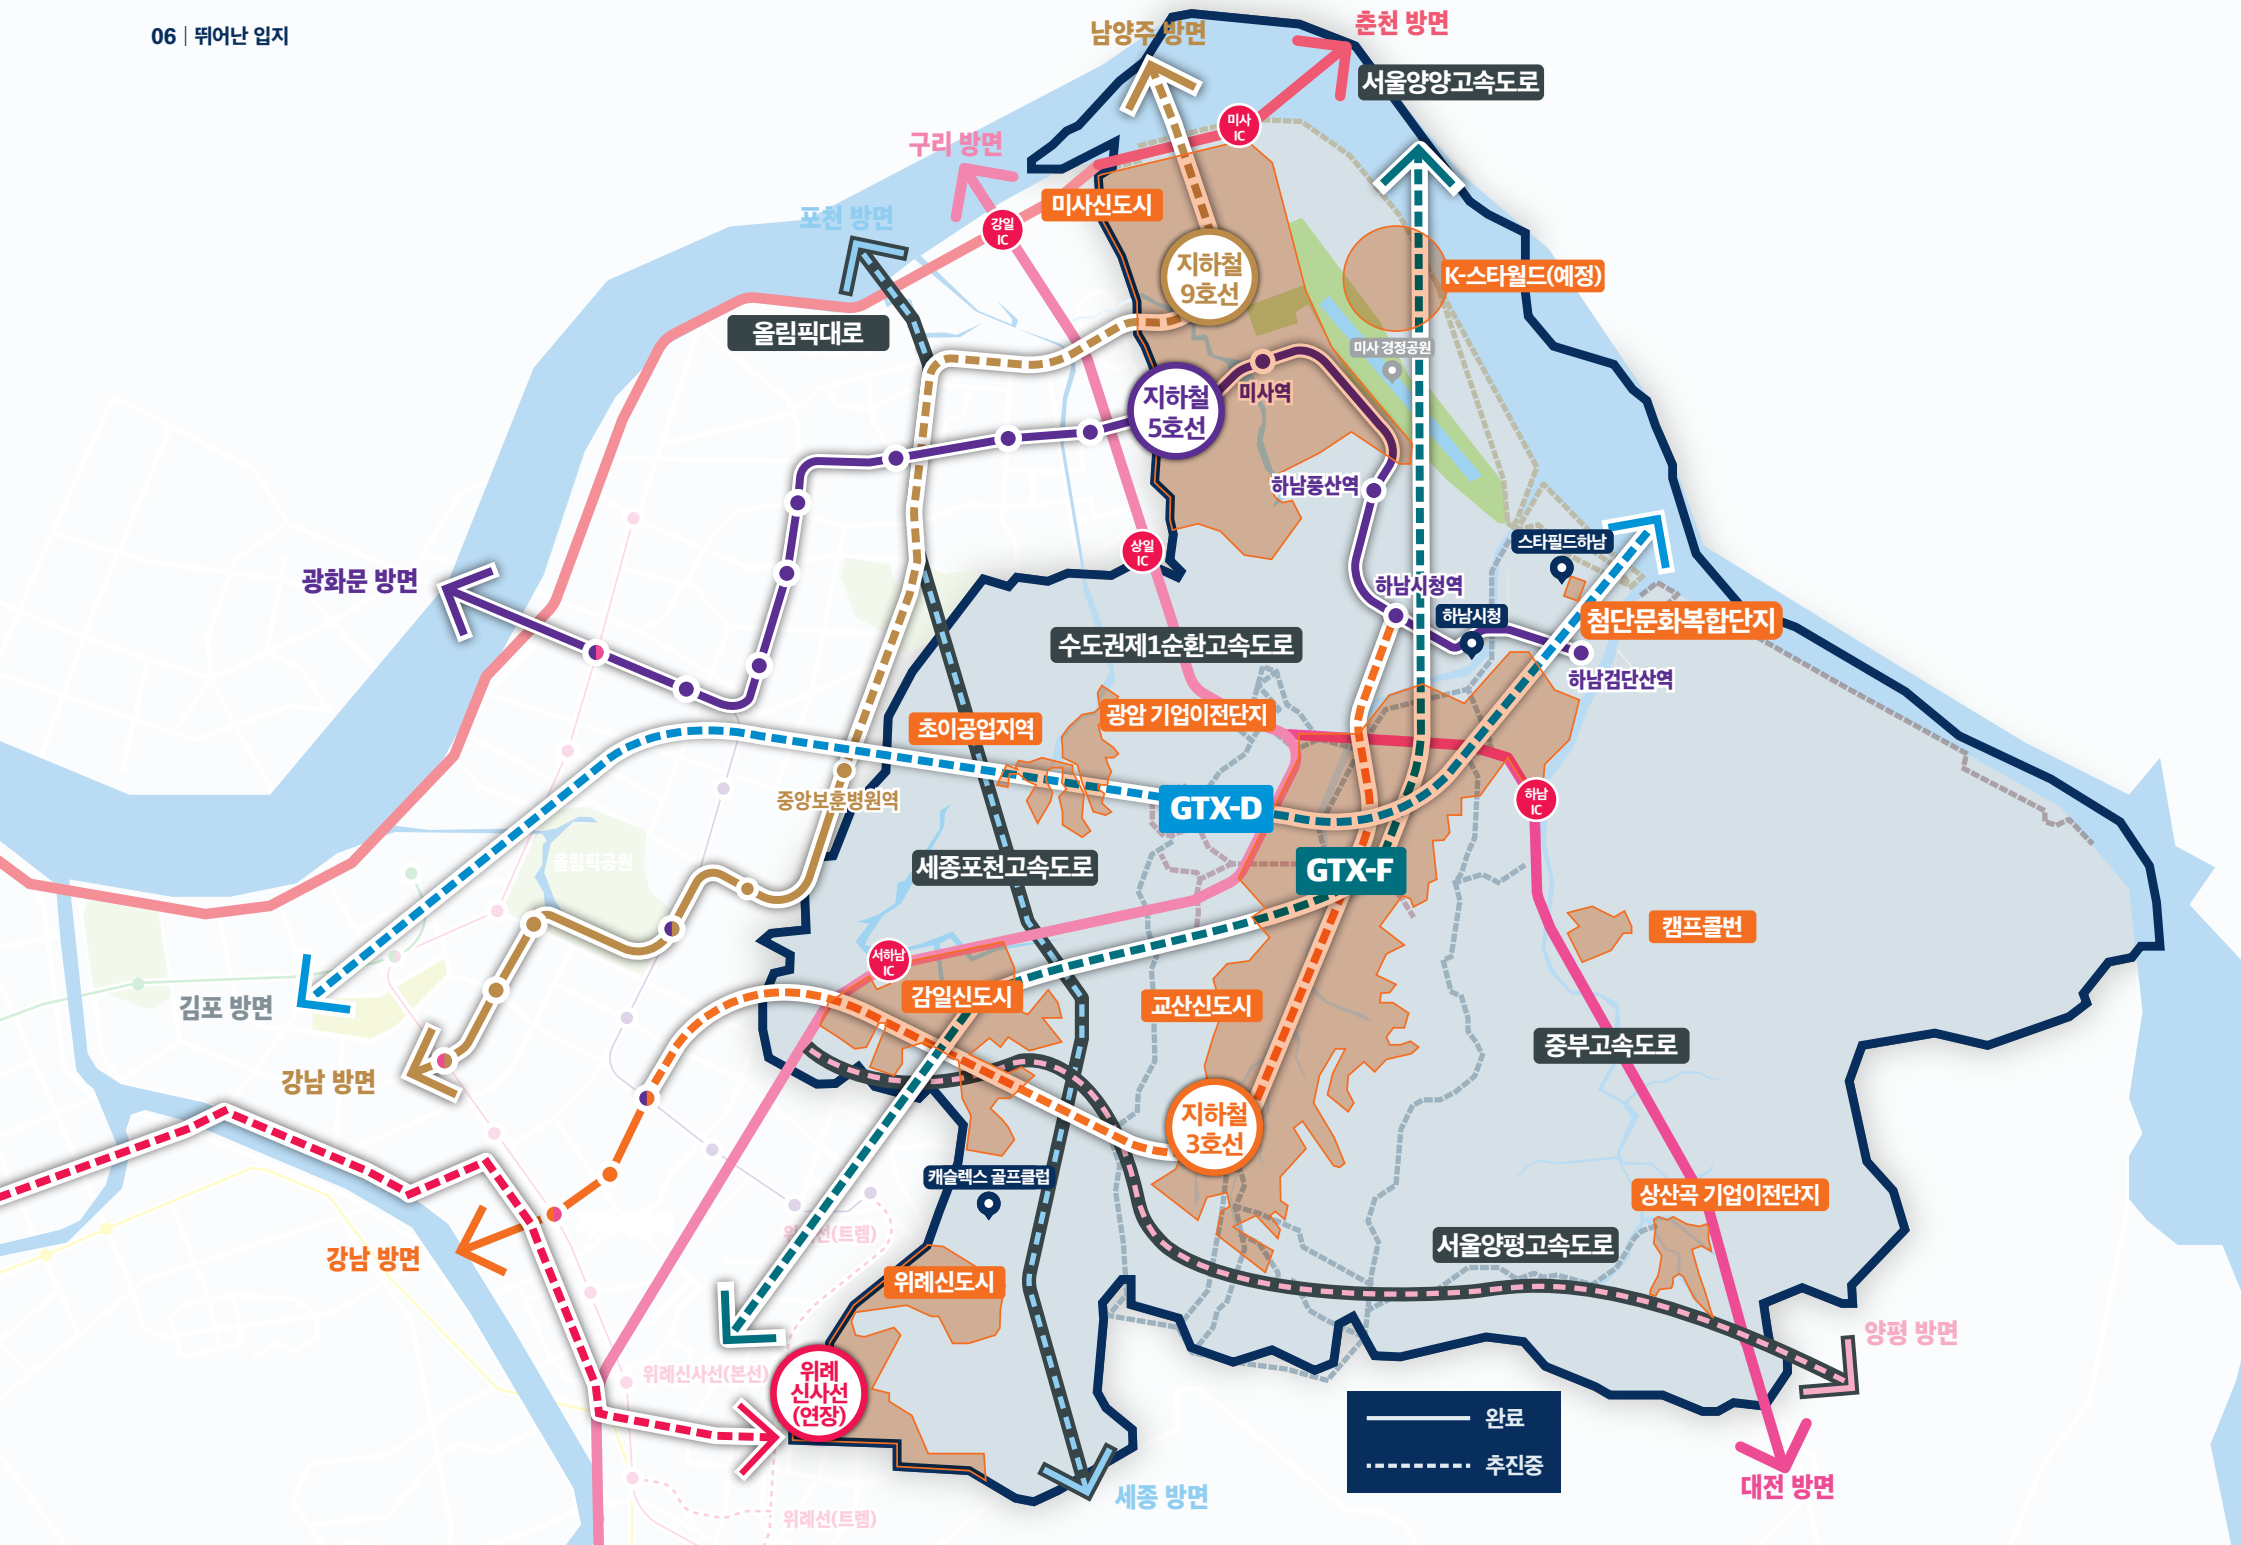 06 | 뛰어난 입지
남양주 방면
춘천 방면
서울양양고속도로
미사
IC
구리 방면
미사신도시
포천 방면
강일
IC
지하철
9호선
K-스타월드(예정)
올림픽대로
미사 경정공원
지하철
5호선
미사역
하남풍산역
상일
IC
스타필드하남
광화문 방면
하남시청역
하남시청
첨단문화복합단지
수도권제1순환고속도로
하남검단산역
초이공업지역
광암 기업이전단지
중앙보훈병원역
GTX-D
하남
IC
올림픽공원
세종포천고속도로
GTX-F
캠프콜번
서하남
IC
감일신도시
교산신도시
김포 방면
중부고속도로
강남 방면
지하철
3호선
캐슬렉스 골프클럽
상산곡 기업이전단지
위례선(트램)
서울양평고속도로
강남 방면
위례신도시
양평 방면
위례신사선(본선)
위례
신사선
(연장)
완료
추진중
대전 방면
세종 방면
위례선(트램)